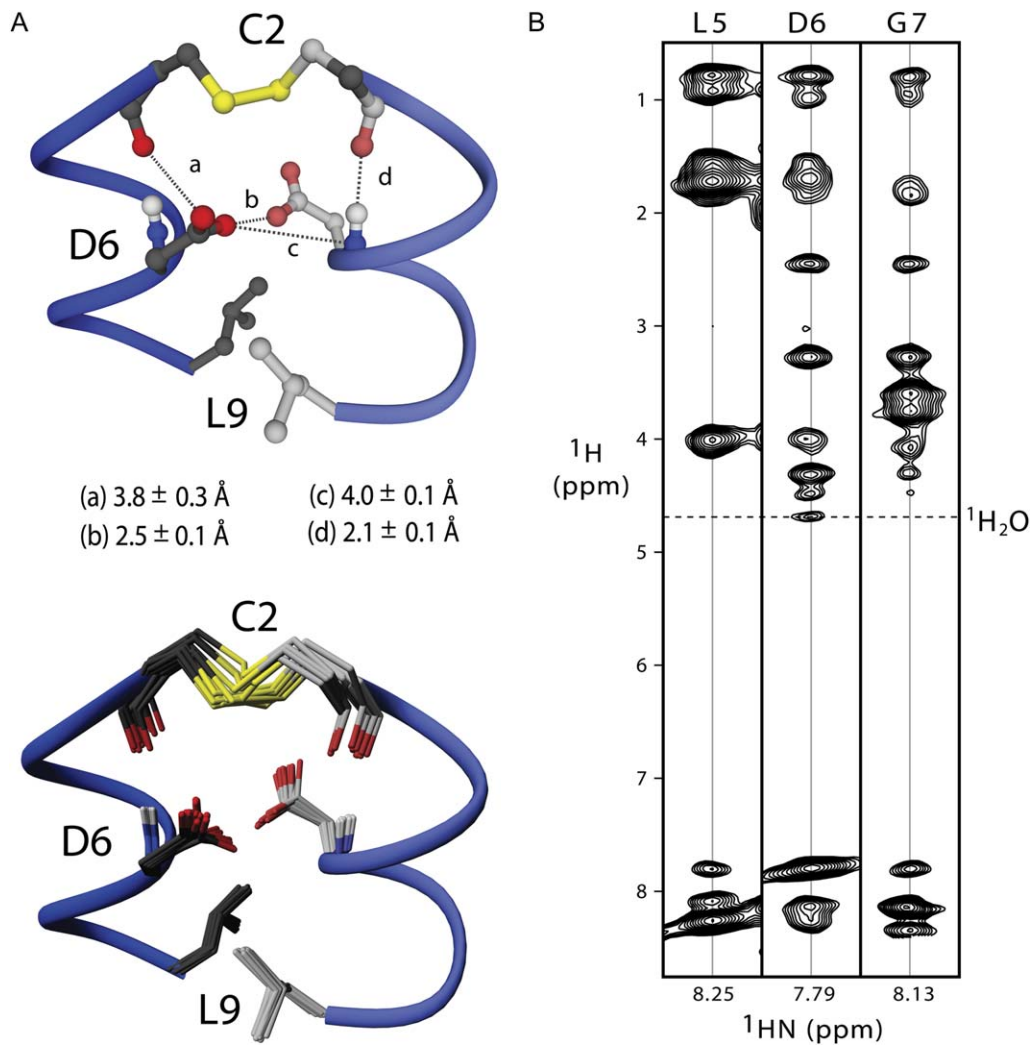 A
C2
a
b
c
d
D6
L9
(a) 3.8 ± 0.3 Å
(c) 4.0 ± 0.1 Å
(b) 2.5 ± 0.1 Å
(d) 2.1 ± 0.1 Å
C2
D6
L9
B
L5 D6 G7
1
2
3
4
5
6
7
8
¹H
(ppm)
¹H₂O
8.25 7.79 8.13
¹HN (ppm)